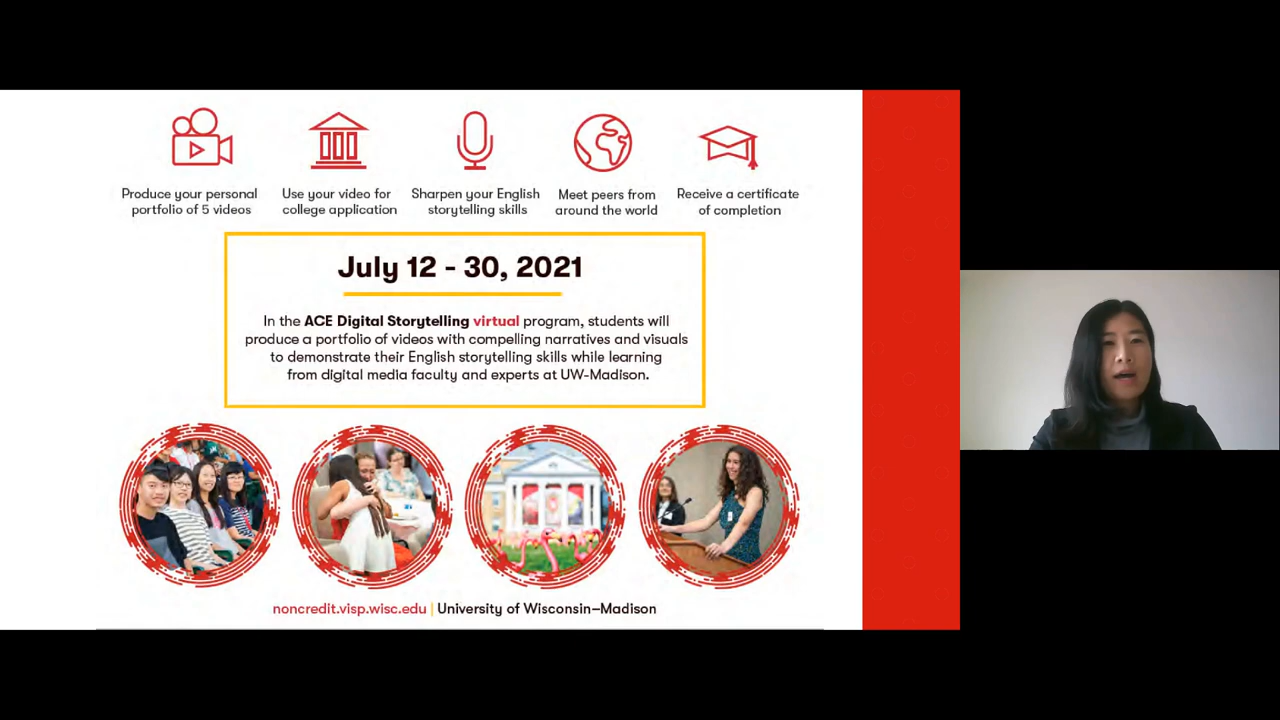 Produce your personal
portfolio of 5 videos
Use your video for
college application
Sharpen your English
storytelling skills
Meet peers from
around the world
Receive a certificate
of completion
July 12 - 30, 2021
In the ACE Digital Storytelling virtual program, students will
produce a portfolio of videos with compelling narratives and visuals
to demonstrate their English storytelling skills while learning
from digital media faculty and experts at UW-Madison.
noncredit.visp.wisc.edu | University of Wisconsin–Madison